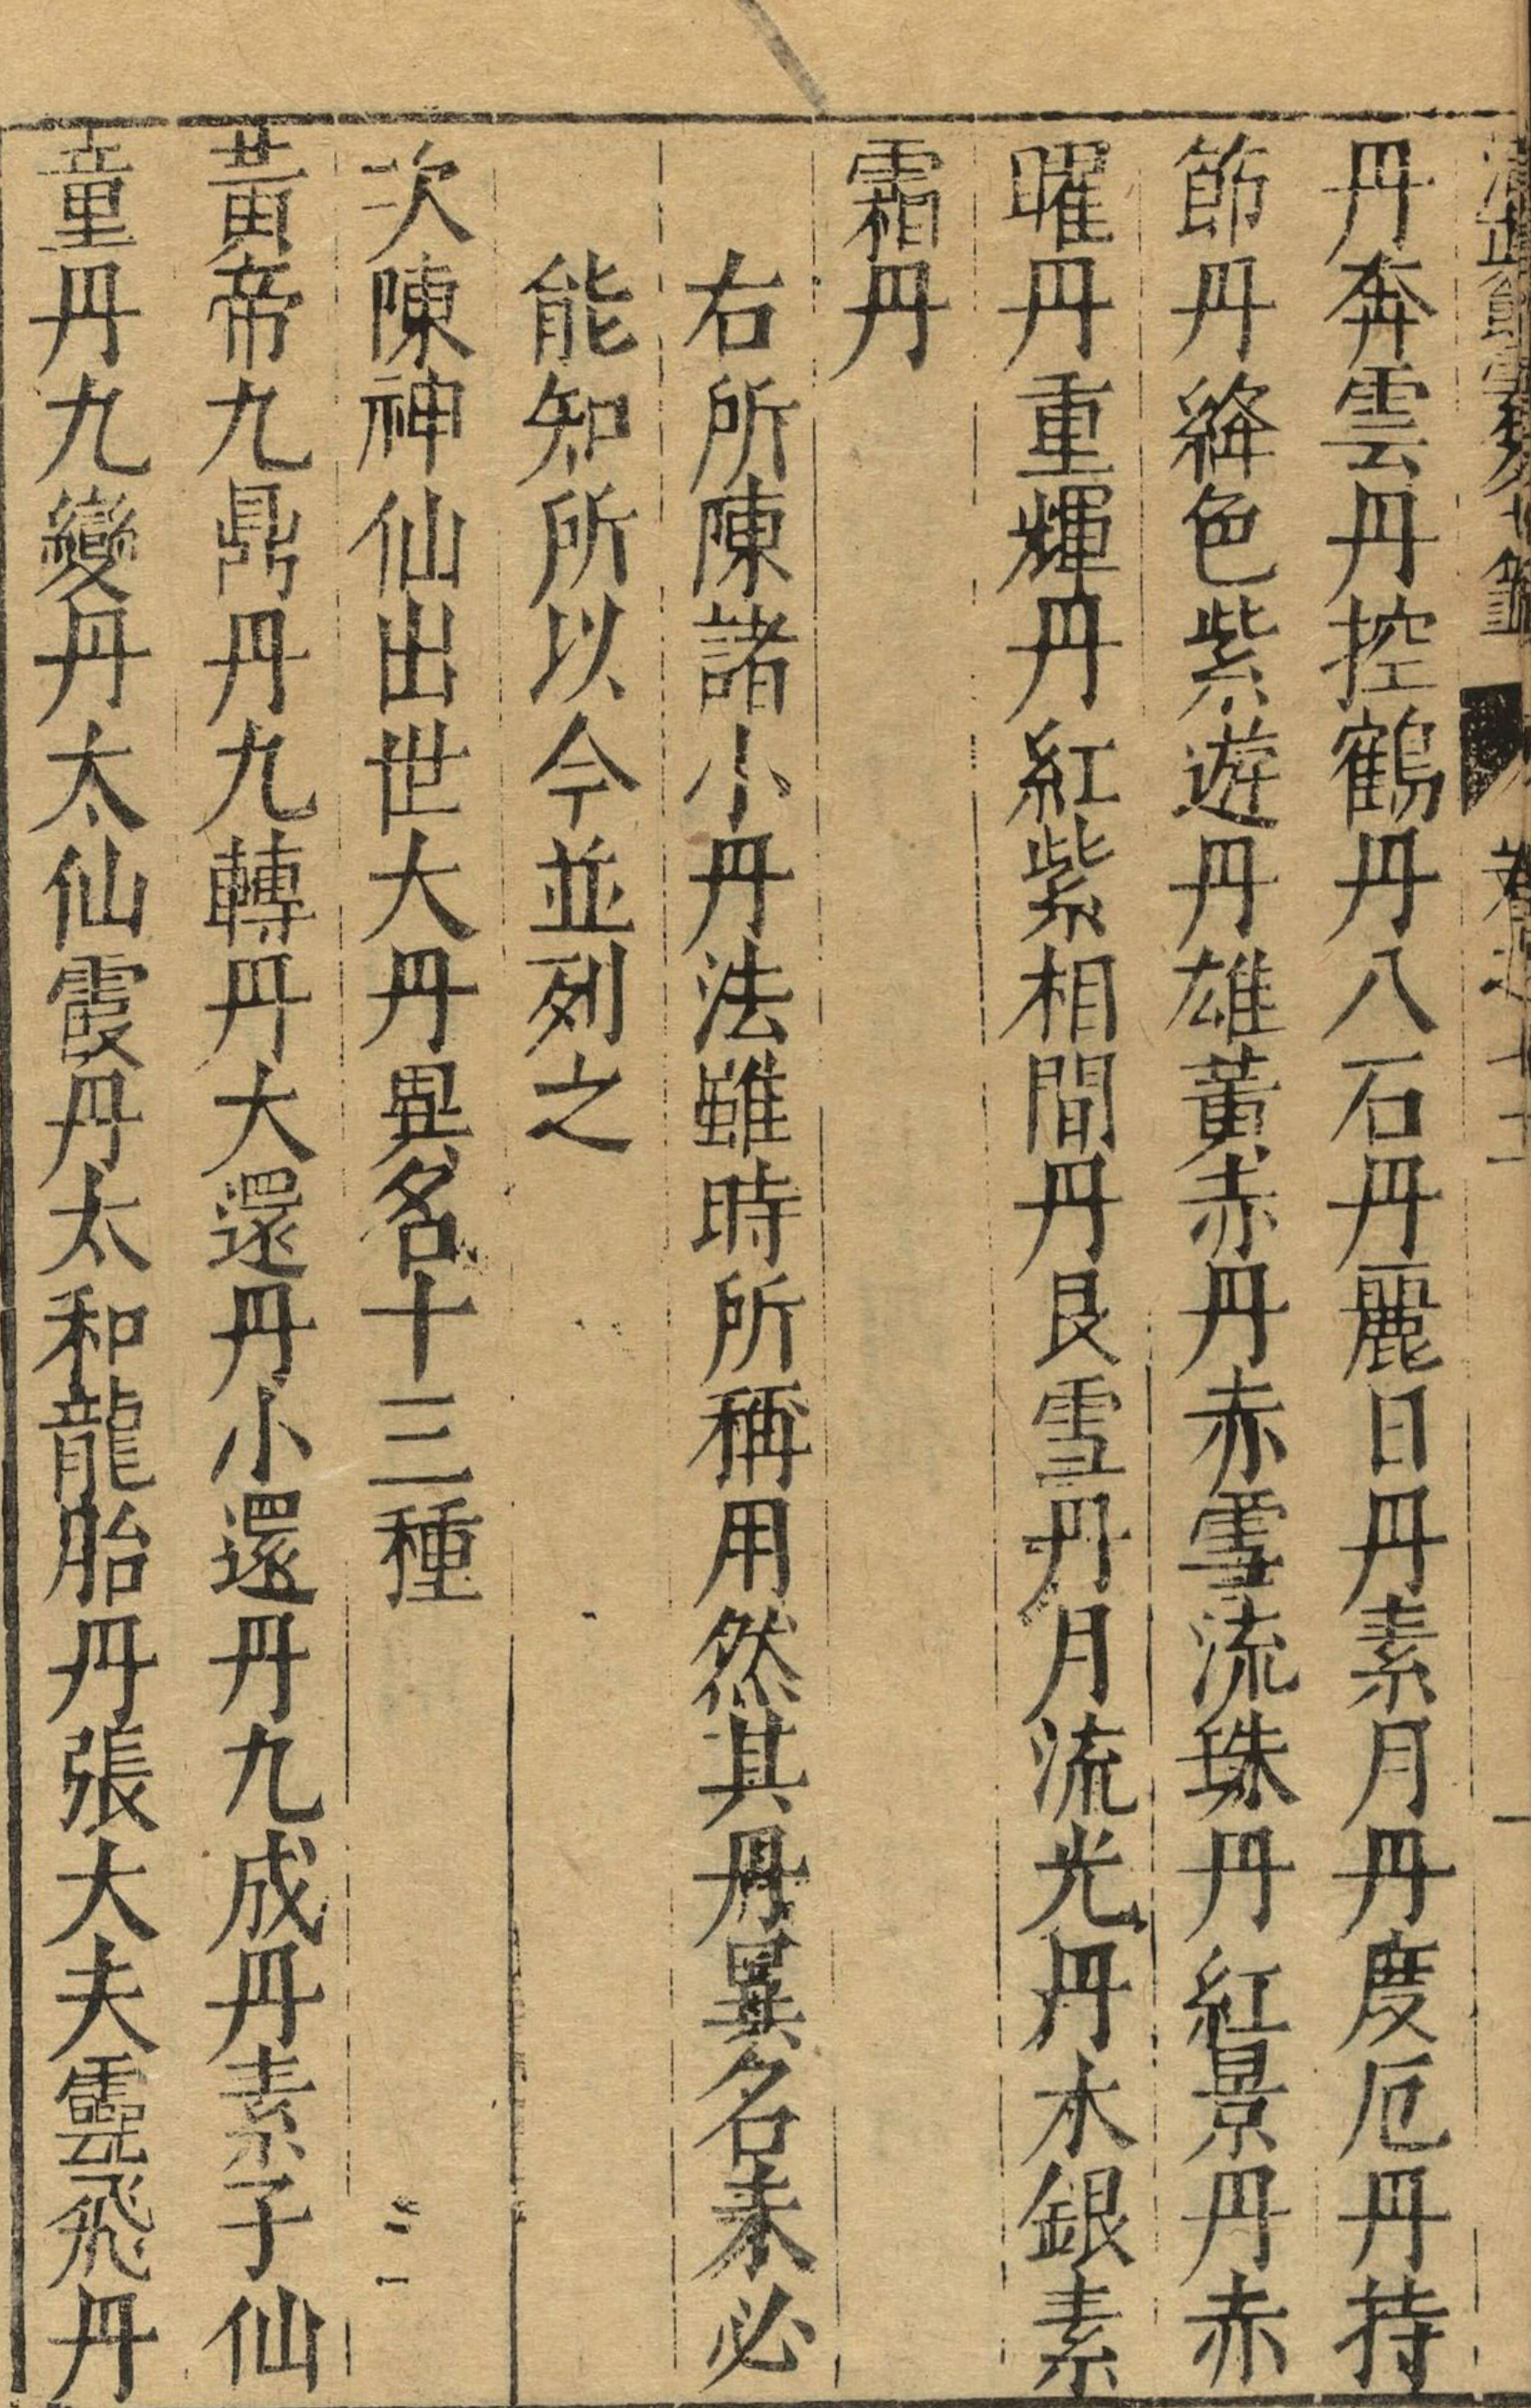 丹奔雲丹控鶴丹八石丹麗日丹素月丹度厄丹持
節丹絳色紫遊丹雄黃赤丹赤雪流珠丹紅景丹赤
曜丹重輝丹紅紫相間丹艮雪丹月流光丹水銀素
霜丹
右所陳諸小丹法雖時所稱用然其丹異名未必
能知所以今並列之
次陳神仙出世大丹異名十三種
黃帝九鼎丹九轉丹大還丹小還丹九成丹素子仙
童丹九變丹太仙霞丹太和龍胎丹張大夫靈飛丹